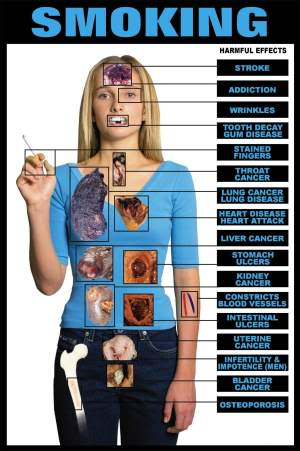 SMOKING
HARMFUL EFFECTS
STROKE
ADDICTION
WRINKLES
TOOTH DECAY
GUM DISEASE
STAINED
FINGERS
THROAT
CANCER
LUNG CANCER
LUNG DISEASE
HEART DISEASE
HEART ATTACK
LIVER CANCER
STOMACH
ULCERS
KIDNEY
CANCER
CONSTRICTS
BLOOD VESSELS
INTESTINAL
ULCERS
UTERINE
CANCER
INFERTILITY &
IMPOTENCE (MEN)
BLADDER
CANCER
OSTEOPOROSIS